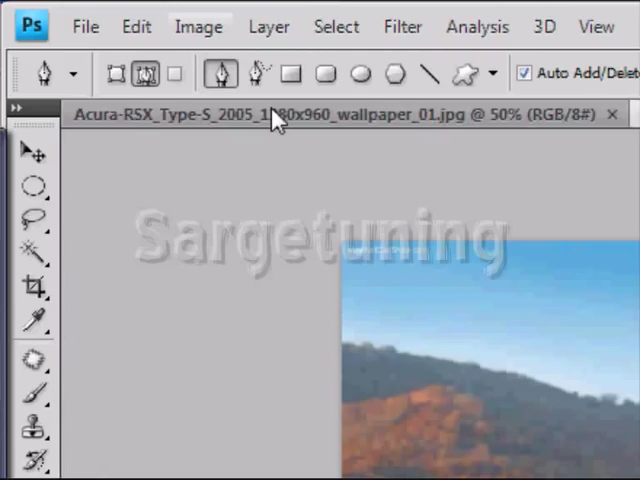 Ps File Edit Image Layer Select Filter Analysis 3D View
Auto Add/Delete
Acura-RSX_Type-S_2005_1280x960_wallpaper_01.jpg @ 50% (RGB/8#) ×
Sargetuning